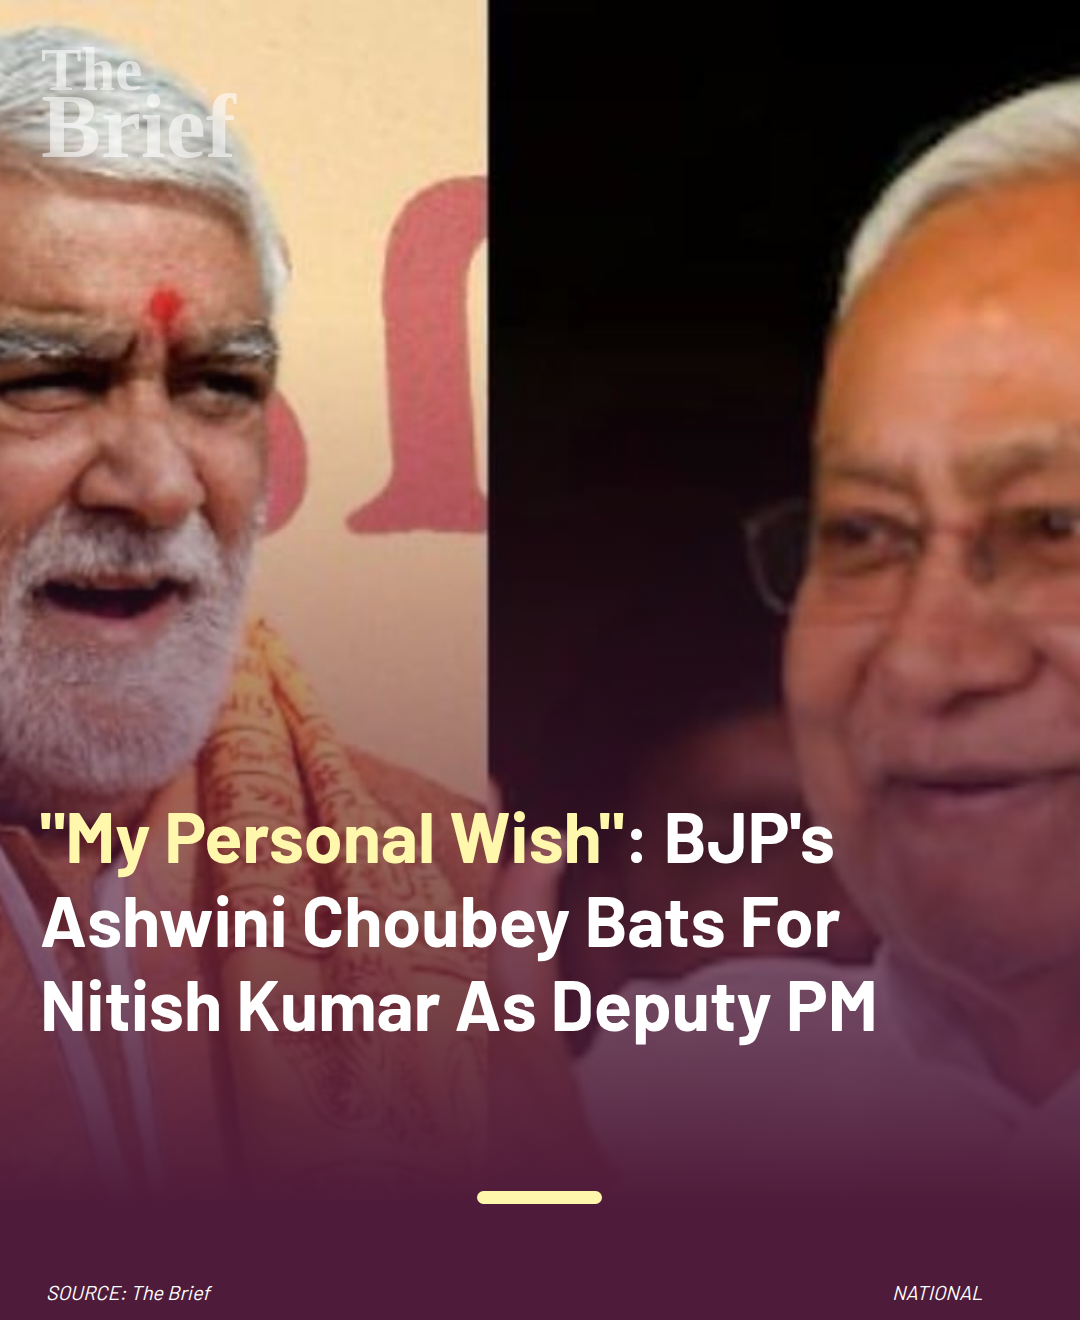 The
Brief
"My Personal Wish": BJP's
Ashwini Choubey Bats For
Nitish Kumar As Deputy PM
SOURCE: The Brief
NATIONAL